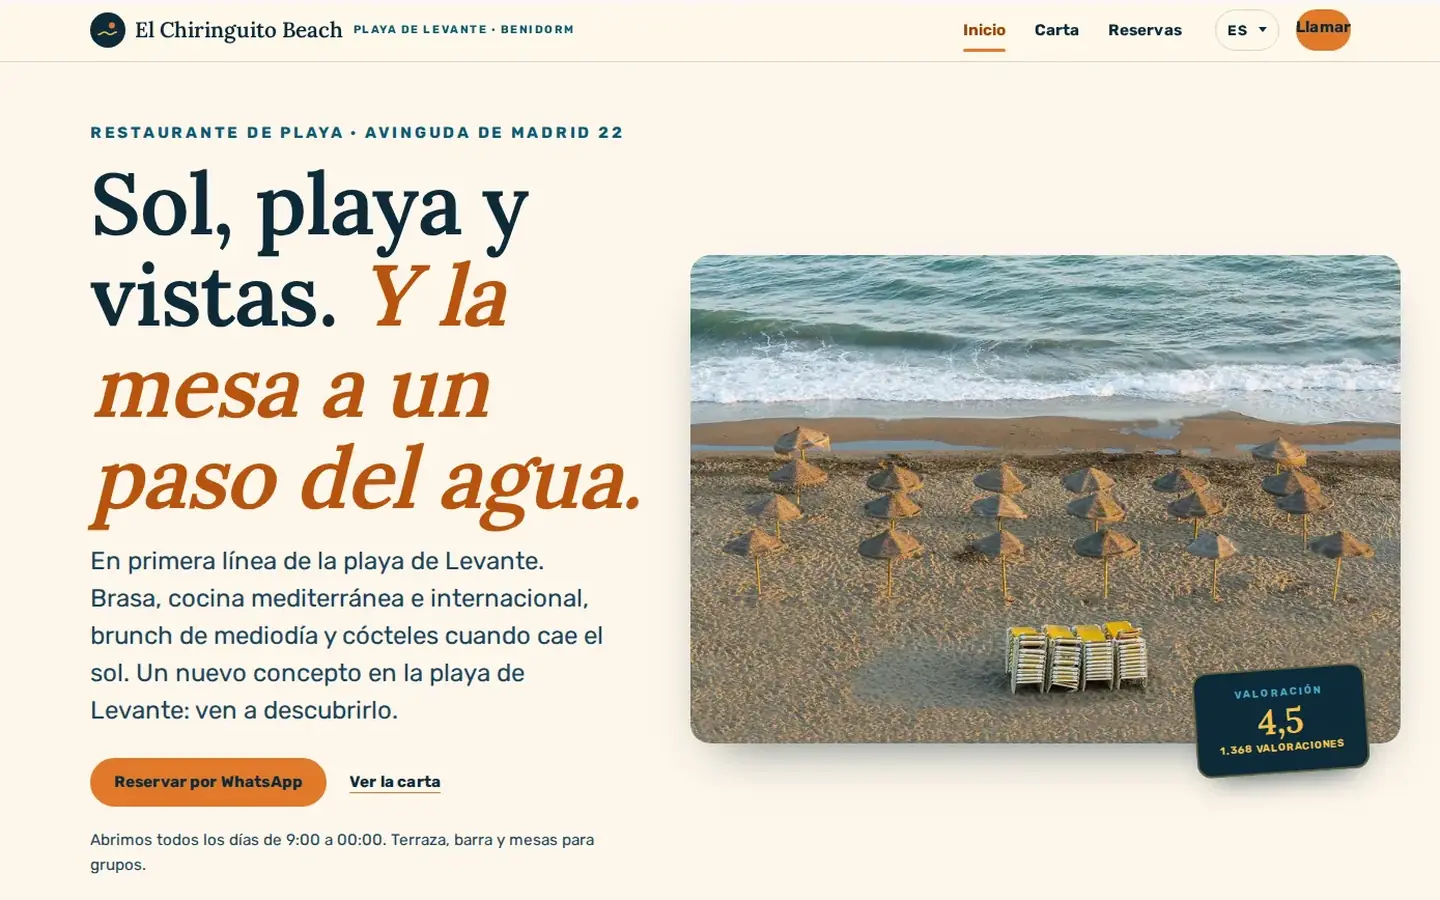 El Chiringuito Beach PLAYA DE LEVANTE · BENIDORM
Inicio Carta Reservas ES Llamar
RESTAURANTE DE PLAYA · AVINGUDA DE MADRID 22
Sol, playa y
vistas. Y la
mesa a un
paso del agua.
En primera línea de la playa de Levante.
Brasa, cocina mediterránea e internacional,
brunch de mediodía y cócteles cuando cae el
sol. Un nuevo concepto en la playa de
Levante: ven a descubrirlo.
Reservar por WhatsApp Ver la carta
Abrimos todos los días de 9:00 a 00:00. Terraza, barra y mesas para
grupos.
VALORACIÓN
4,5
1.368 VALORACIONES